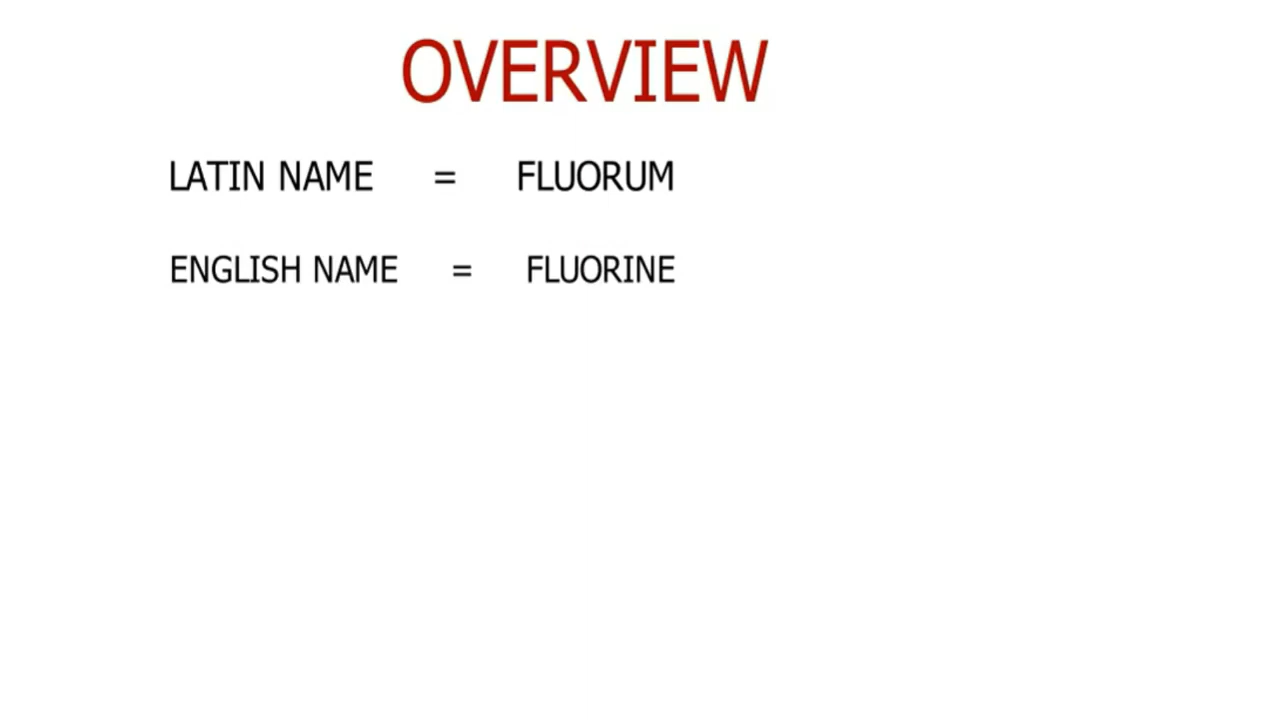 OVERVIEW
LATIN NAME = FLUORUM
ENGLISH NAME = FLUORINE